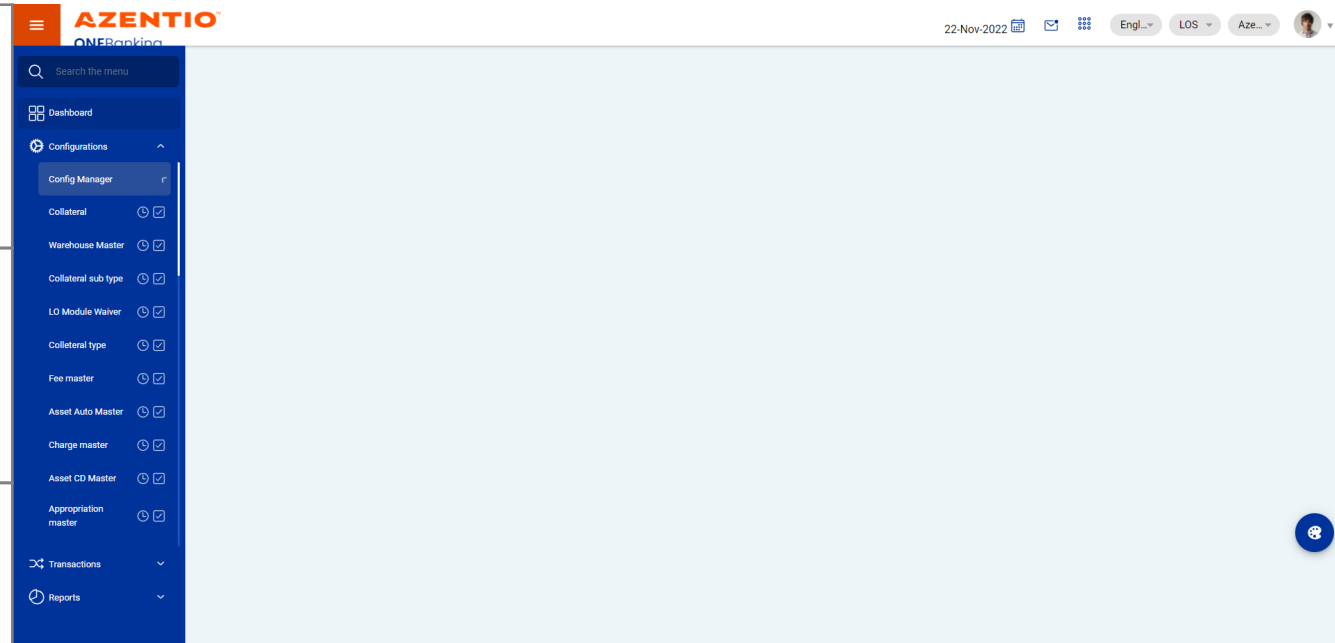 AZENTIO™
ONEBanking
22-Nov-2022
Engl...
LOS
Aze...
Search the menu
Dashboard
Configurations
Config Manager
Collateral
Warehouse Master
Collateral sub type
LO Module Waiver
Colleteral type
Fee master
Asset Auto Master
Charge master
Asset CD Master
Appropriation
master
Transactions
Reports